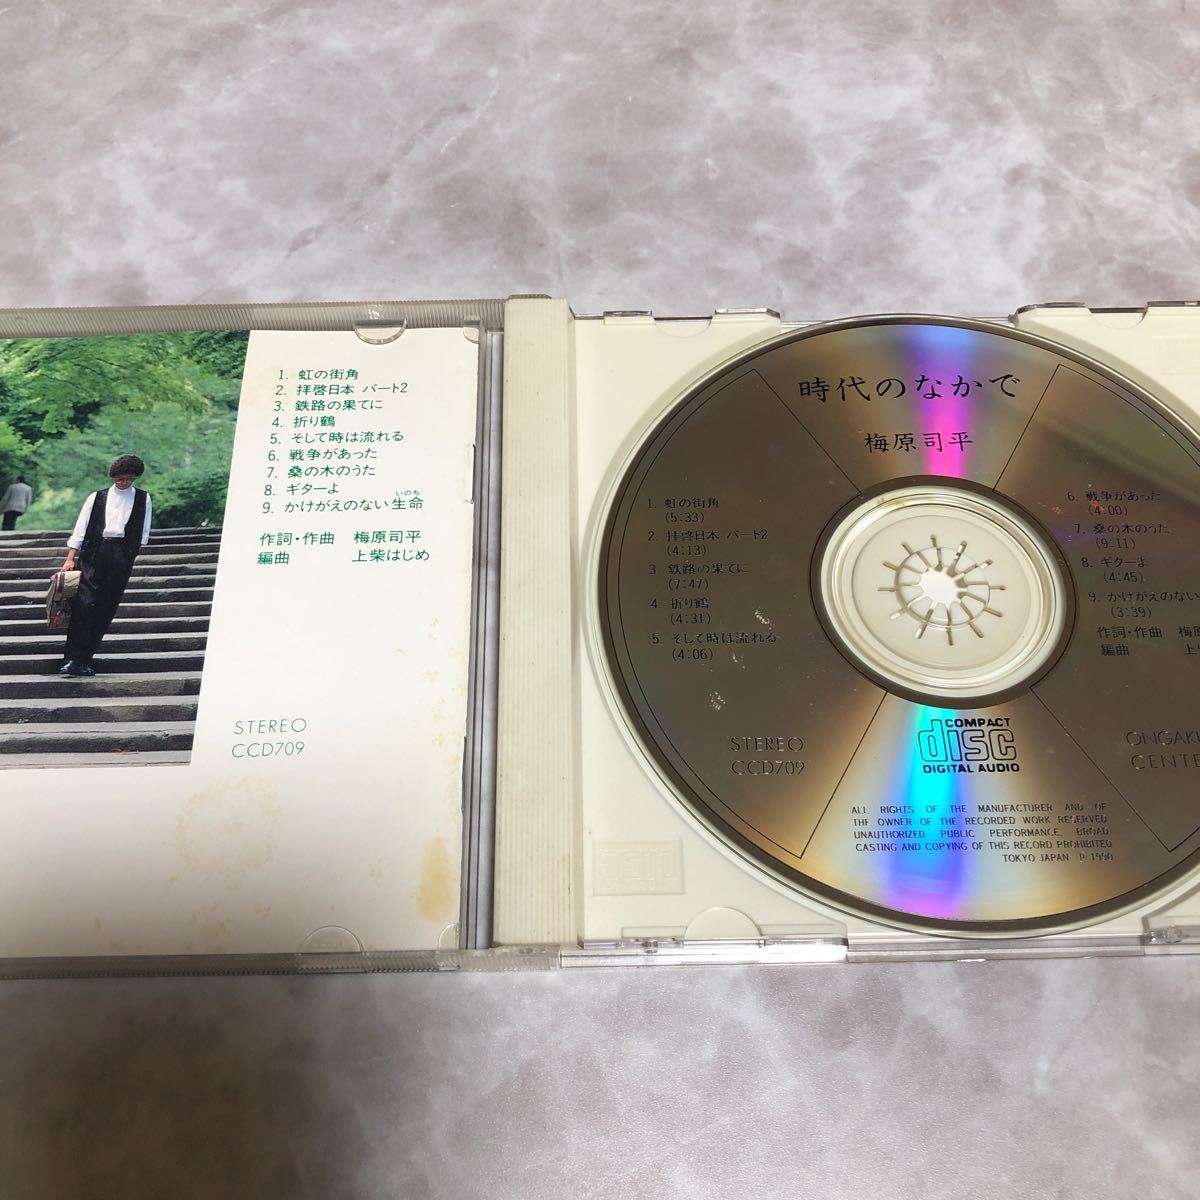 1. 虹の街角
2. 拝啓日本 パート2
3. 鉄路の果てに
4. 折り鶴
5. そして時は流れる
6. 戦争があった
7. 桑の木のうた
8. ギターよ
いのち
9. かけがえのない生命
作詞・作曲 梅原司平
編曲 上柴はじめ
STEREO
CCD709
時代のなかで
梅原司平
1. 虹の街角
(5:33)
2. 拝啓日本 パート2
(4:13)
3 鉄路の果てに
(7:47)
4. 折り鶴
(4:31)
5. そして時は流れる
(4:06)
6. 戦争があった
(4:00)
7. 桑の木のうた
(9:11)
8. ギターよ
(4:45)
9. かけがえのない
(3:39)
作詞・作曲 梅
編曲 上
STEREO
CCD709
COMPACT
disc
DIGITAL AUDIO
ONGAKU
CENTE
ALL RIGHTS OF THE MANUFACTURER AND OF
THE OWNER OF THE RECORDED WORK RESERVED
UNAUTHORIZED PUBLIC PERFORMANCE, BROAD
CASTING AND COPYING OF THIS RECORD PROHIBITED
TOKYO JAPAN P 1990